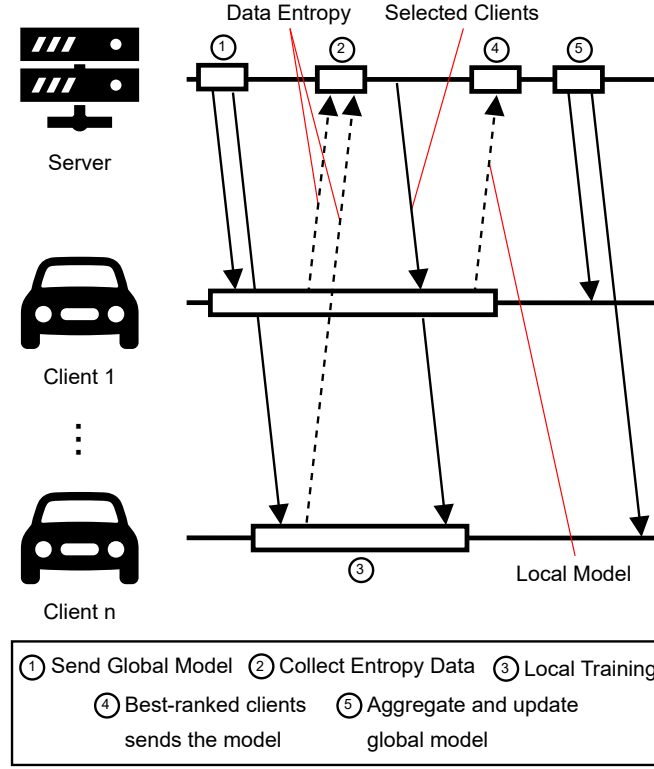 Data Entropy Selected Clients
1 2 4 5
Server
Client 1
Client n
3
Local Model
1 Send Global Model 2 Collect Entropy Data 3 Local Training
4 Best-ranked clients 5 Aggregate and update
sends the model global model